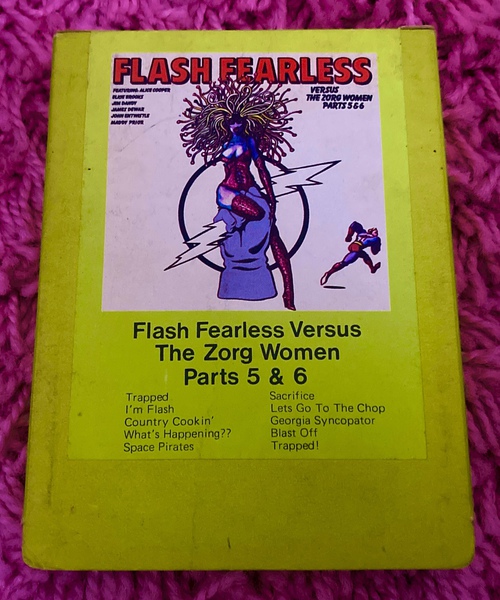 FLASH FEARLESS
FEATURING: ALICE COOPER
ELKIE BROOKS
JIM DANDY
JAMES DEWAR
JOHN ENTWISTLE
MADDY PRIOR
VERSUS
THE ZORG WOMEN
PARTS 5 & 6
Flash Fearless Versus
The Zorg Women
Parts 5 & 6
Trapped
I'm Flash
Country Cookin'
What's Happening??
Space Pirates
Sacrifice
Lets Go To The Chop
Georgia Syncopator
Blast Off
Trapped!